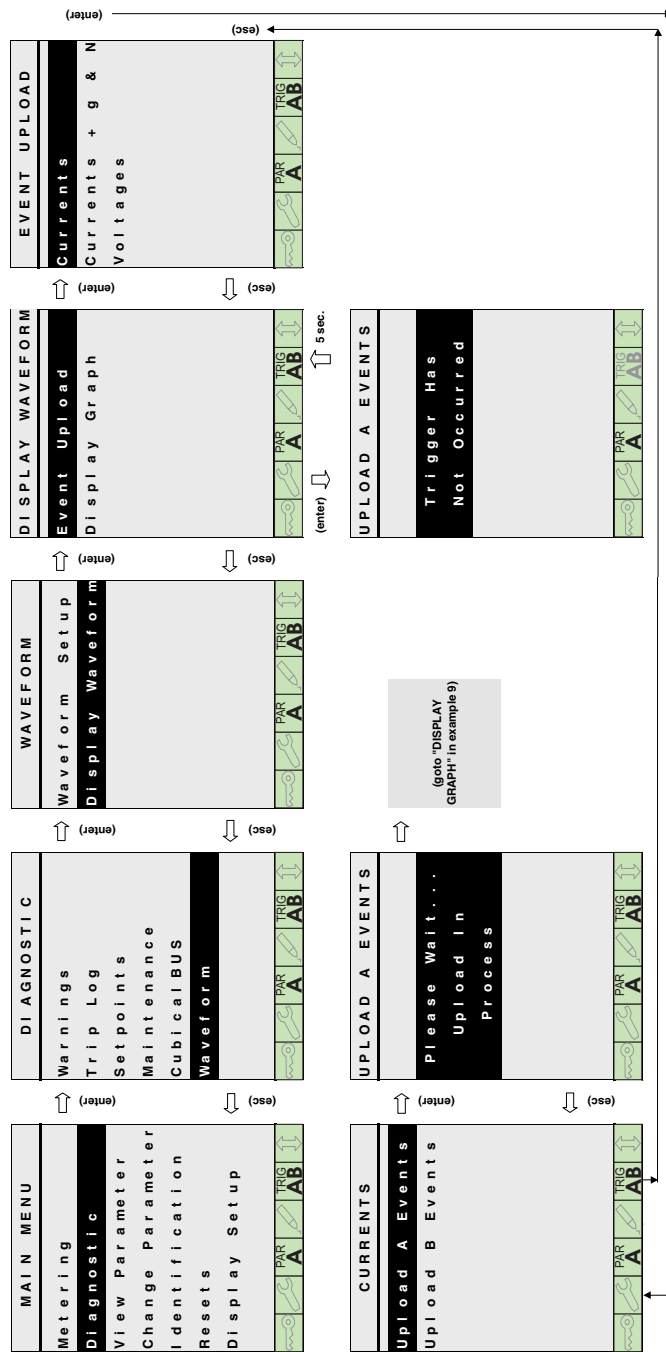 MAIN MENU
Metering
Diagnostic
View Parameter
Change Parameter
Identification
Resets
Display Setup
PAR
A
TRIG
AB
(enter)
(esc)
DIAGNOSTIC
Warnings
Trip Log
Setpoints
Maintenance
CubicalBUS
Waveform
PAR
A
TRIG
AB
(enter)
(esc)
WAVEFORM
Waveform Setup
Display Waveform
PAR
A
TRIG
AB
(enter)
(esc)
DISPLAY WAVEFORM
Event Upload
Display Graph
PAR
A
TRIG
AB
(enter)
(esc)
EVENT UPLOAD
Currents
Currents + g & N
Voltages
PAR
A
TRIG
AB
(enter)
(esc)
CURRENTS
Upload A Events
Upload B Events
PAR
A
TRIG
AB
(enter)
(esc)
UPLOAD A EVENTS
Please Wait...
Upload In
Process
PAR
A
TRIG
AB
(goto "DISPLAY
GRAPH" in example 9)
(enter)
5 sec.
UPLOAD A EVENTS
Trigger Has
Not Occurred
PAR
A
TRIG
AB